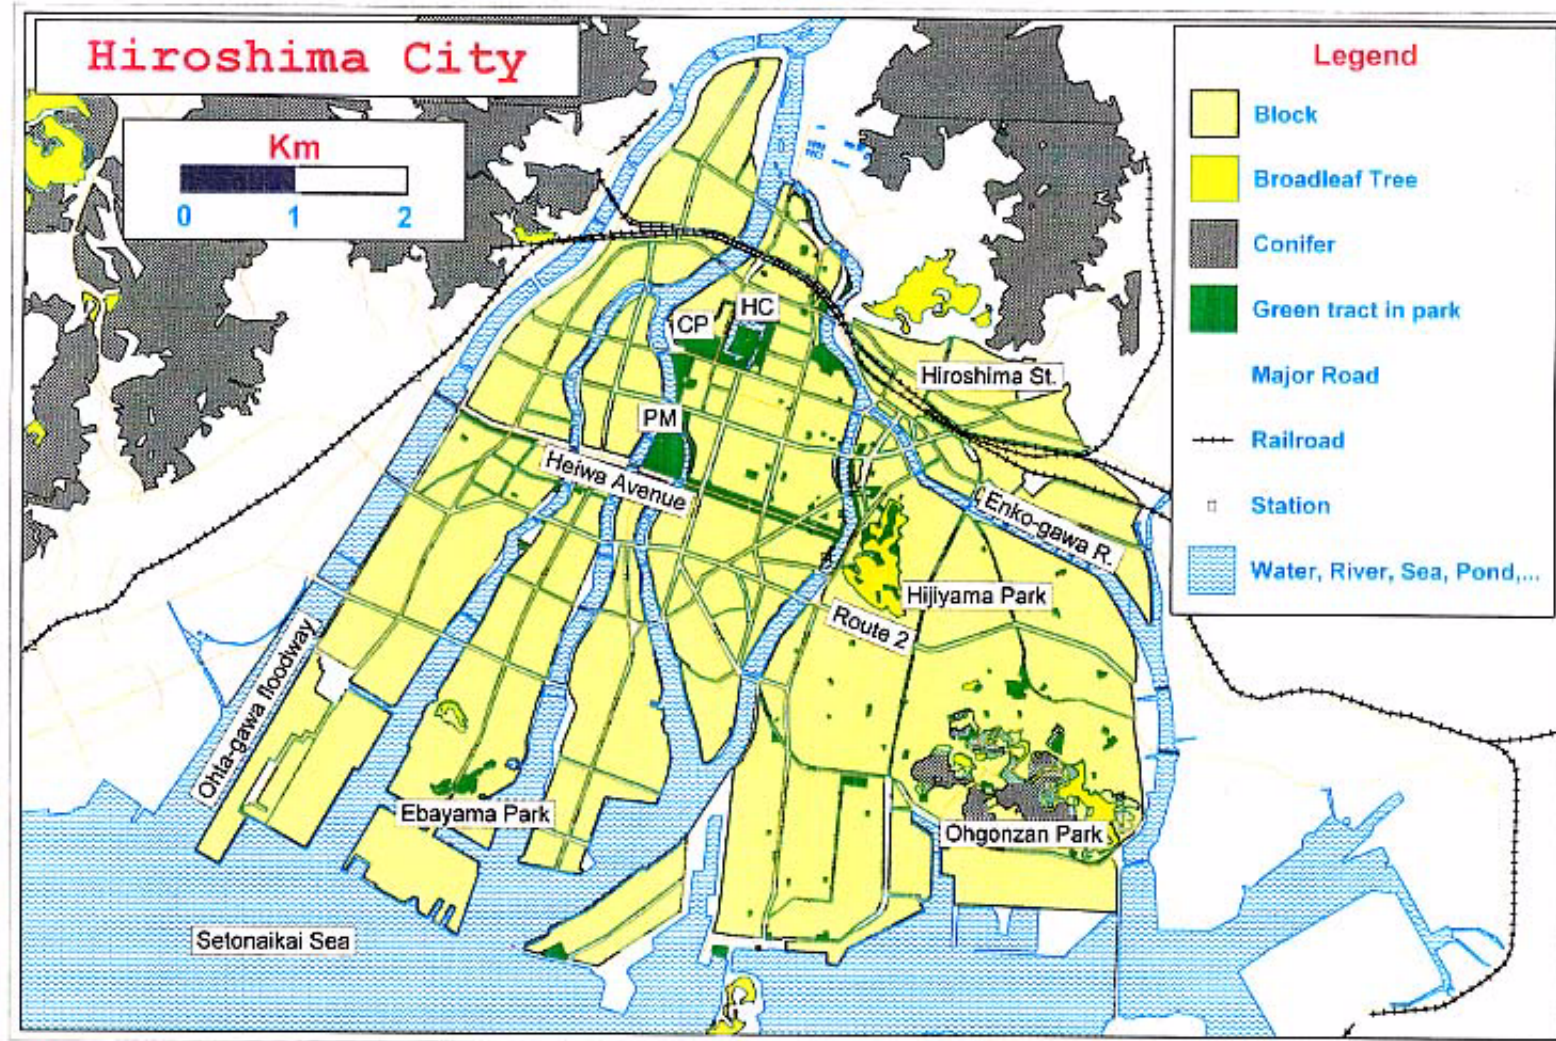 Hiroshima City
Km
0 1 2
Legend
Block
Broadleaf Tree
Conifer
Green tract in park
Major Road
Railroad
Station
Water, River, Sea, Pond,...
HC
CP
Hiroshima St.
PM
Heiwa Avenue
Enko-gawa R.
Hijiyama Park
Route 2
Ohta-gawa floodway
Ebayama Park
Ohgonzan Park
Setonaikai Sea